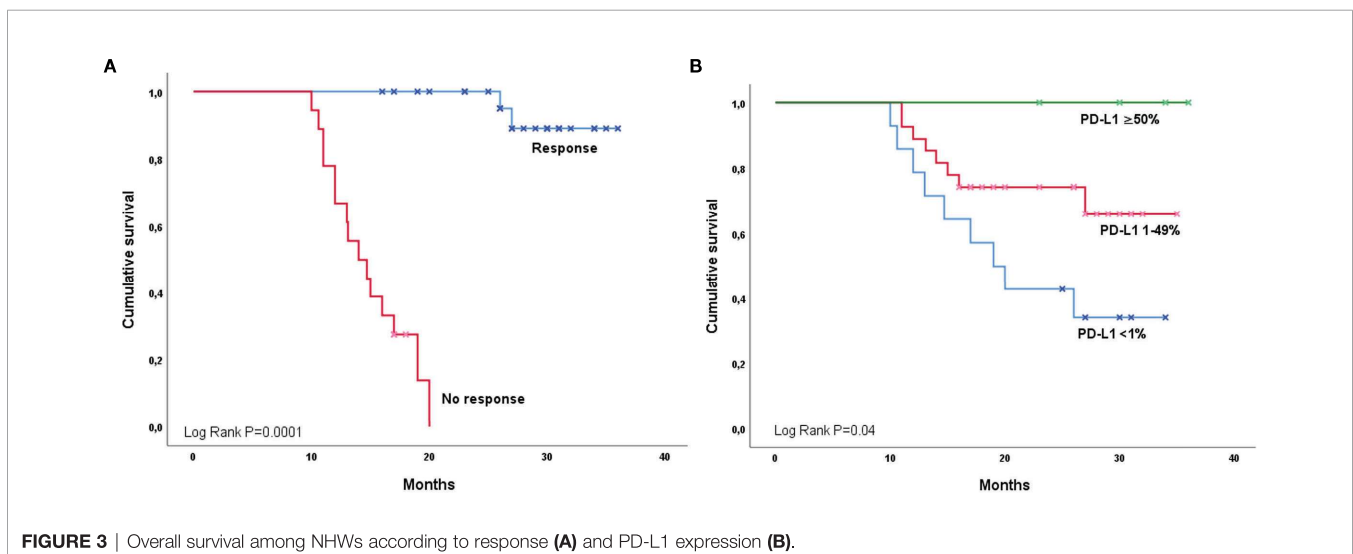 A
B
1,0
0,8
0,6
0,4
0,2
0,0
Cumulative survival
Response
No response
Log Rank P=0.0001
0 10 20 30 40
Months
1,0
0,8
0,6
0,4
0,2
0,0
Cumulative survival
PD-L1 ≥50%
PD-L1 1-49%
PD-L1 <1%
Log Rank P=0.04
0 10 20 30 40
Months
FIGURE 3 | Overall survival among NHWs according to response (A) and PD-L1 expression (B).